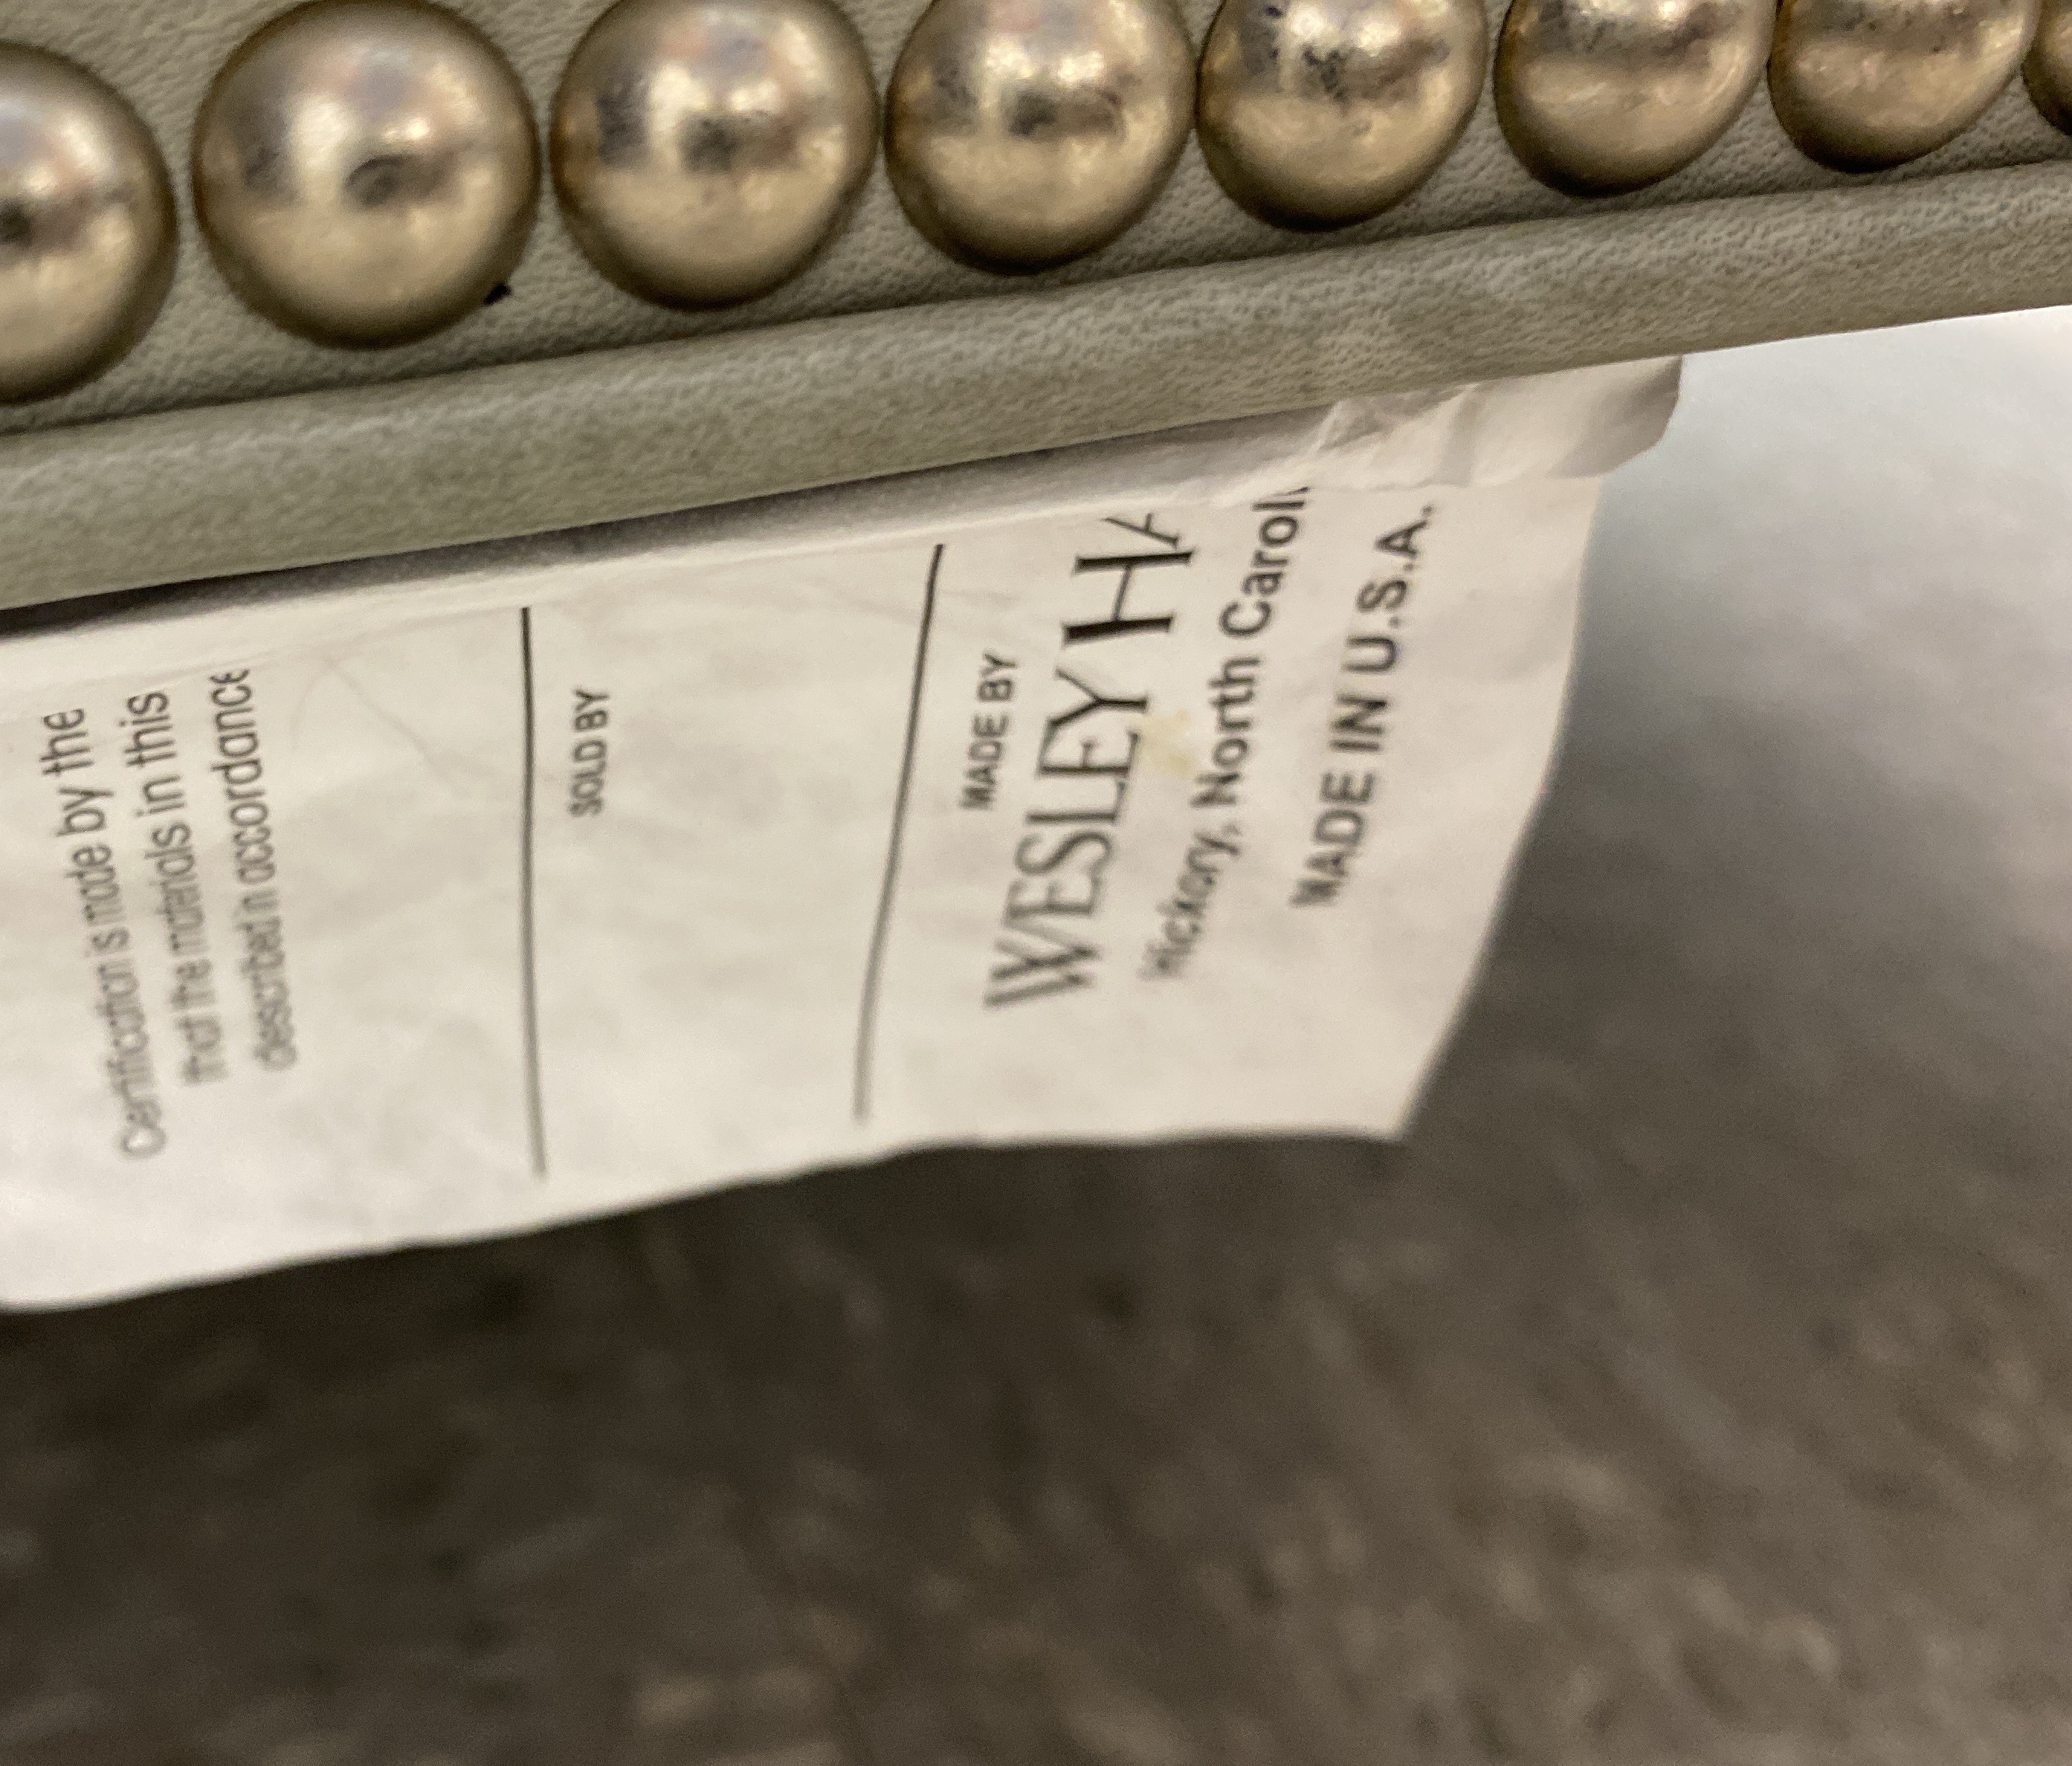 Certification is made by the
that the materials in this
described in accordance
SOLD BY
MADE BY
WESLEY HA
Hickory, North Caroli
MADE IN U.S.A.